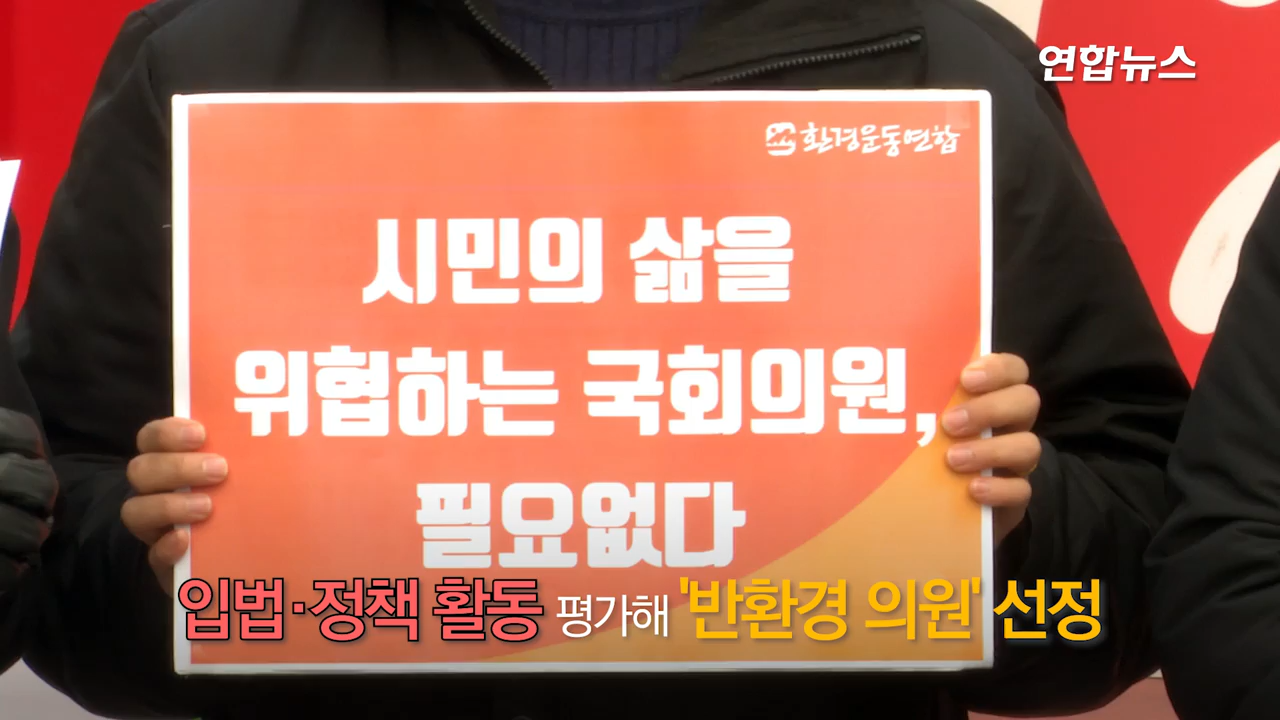 연합뉴스
환경운동연합
시민의 삶을
위협하는 국회의원,
필요없다
입법·정책 활동 평가해 '반환경 의원' 선정